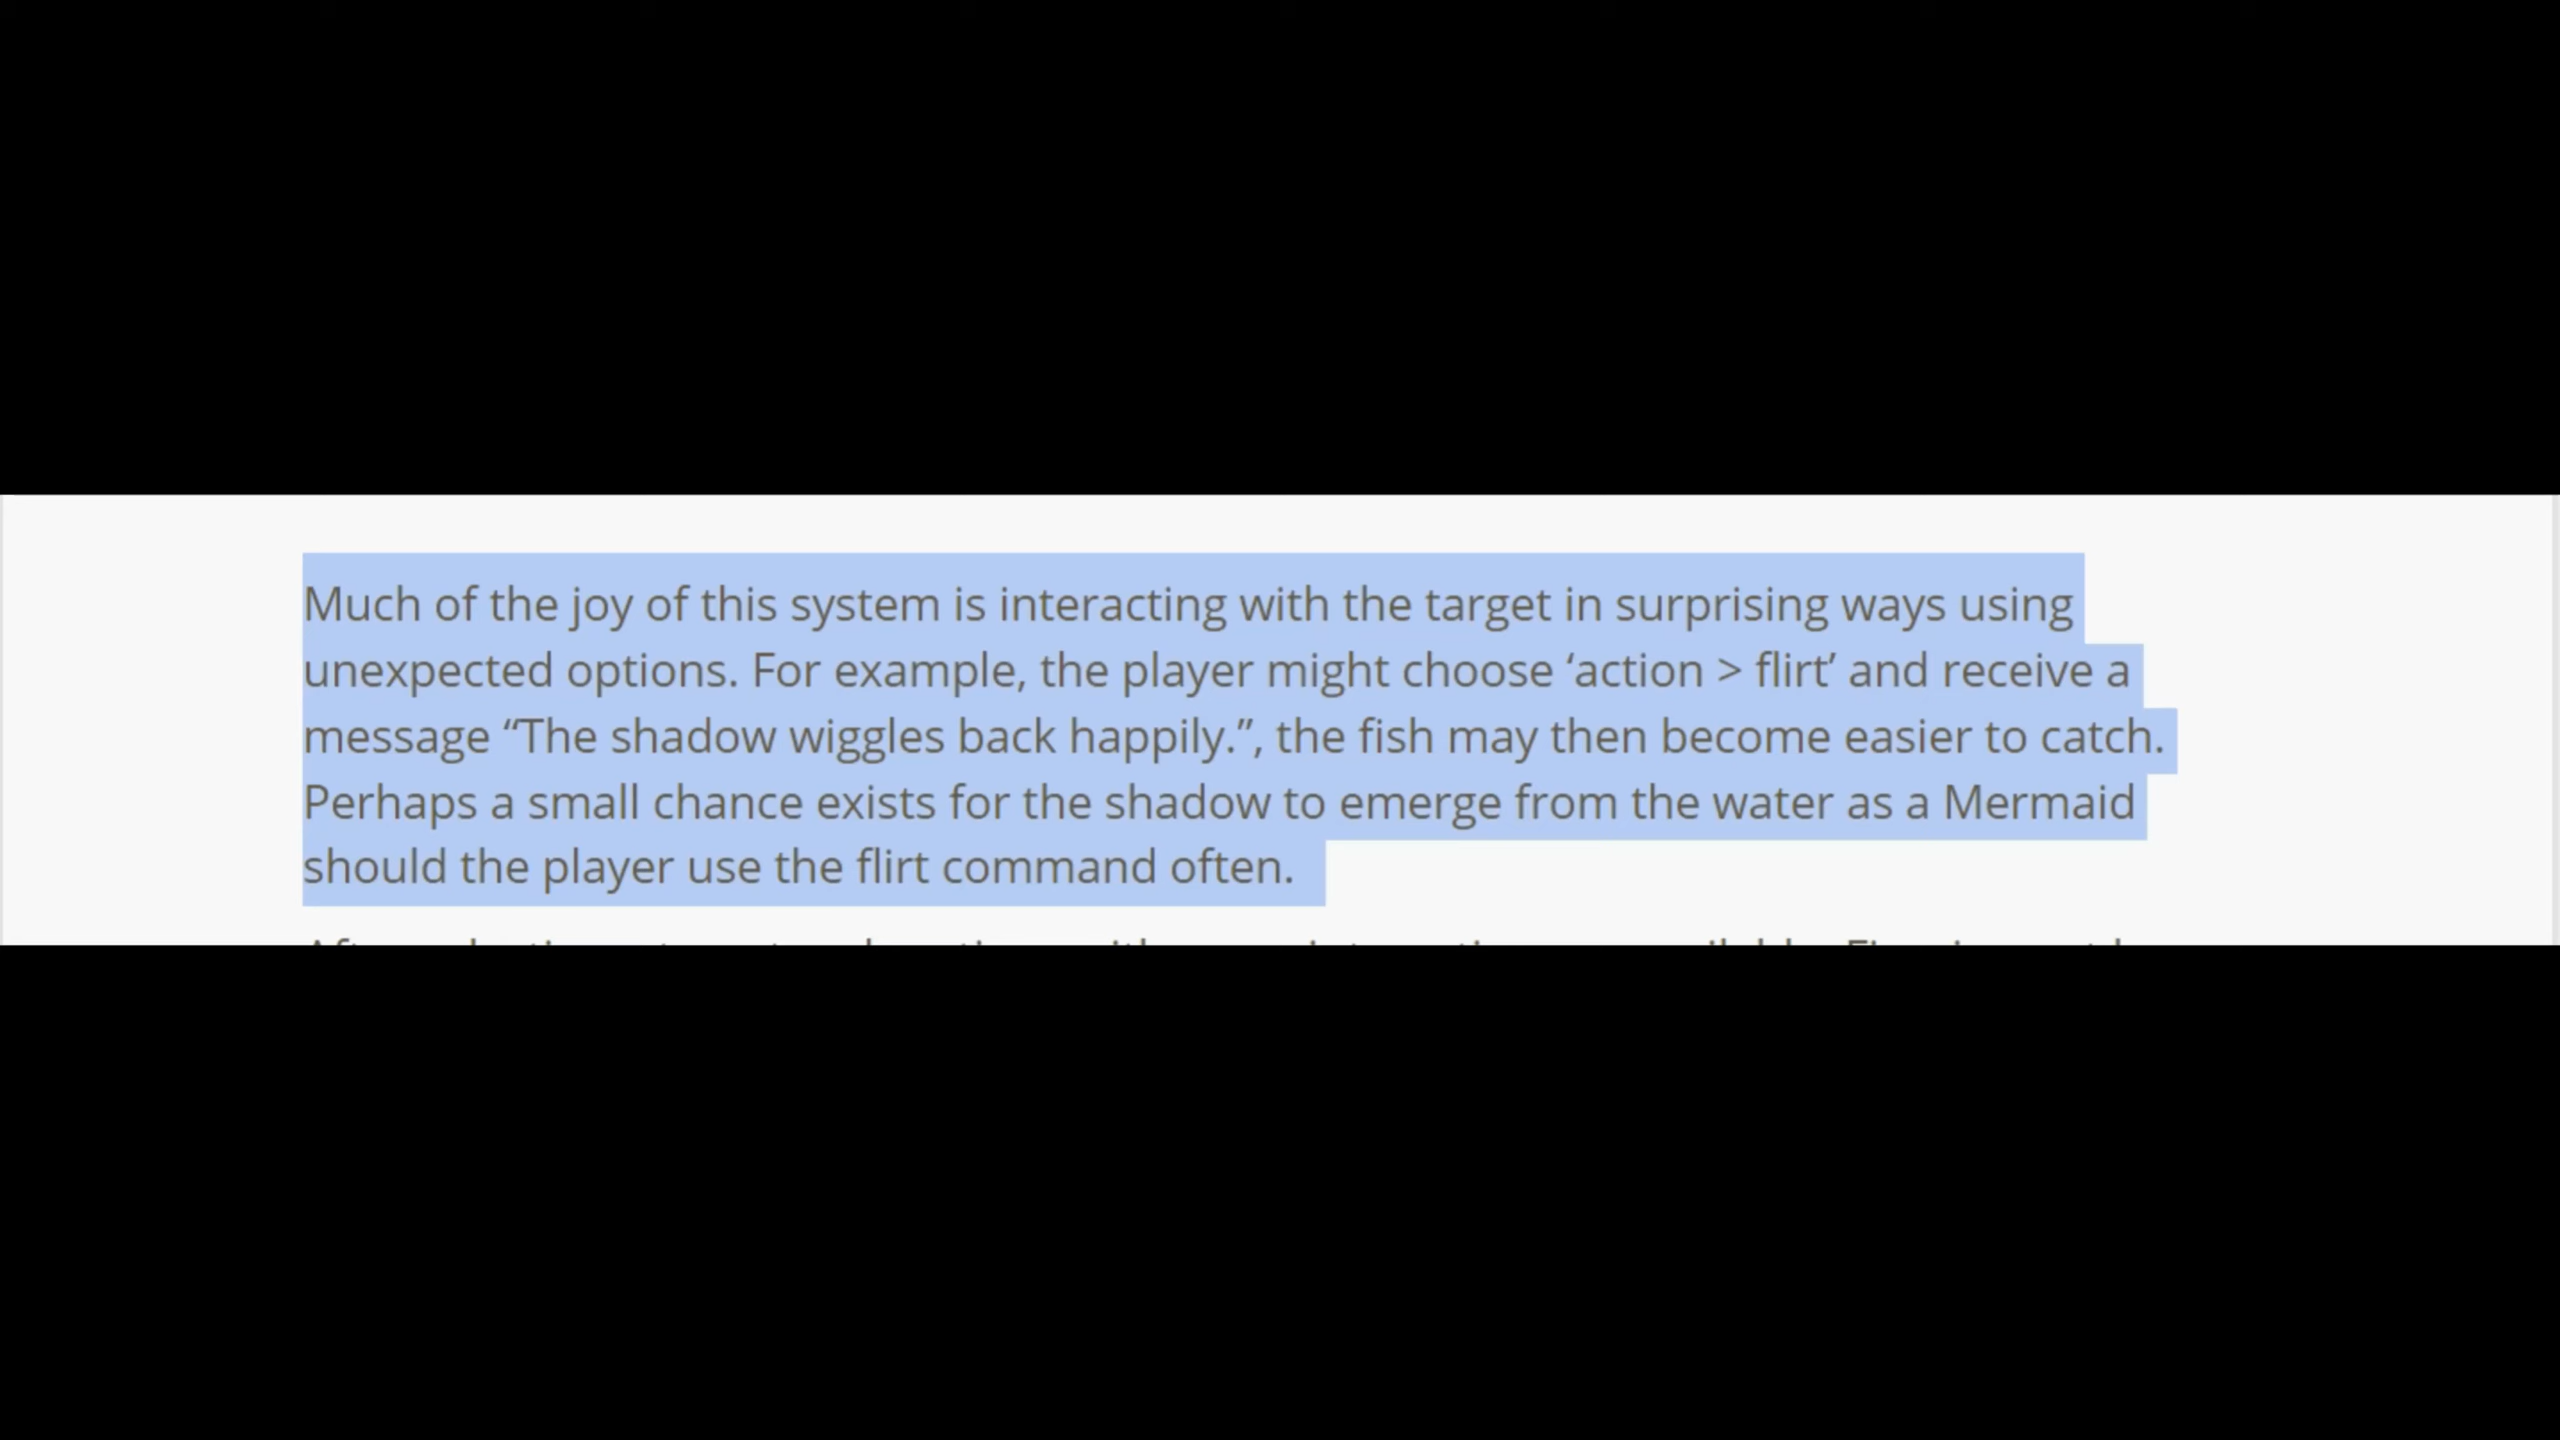 Much of the joy of this system is interacting with the target in surprising ways using
unexpected options. For example, the player might choose ‘action > flirt’ and receive a
message “The shadow wiggles back happily.”, the fish may then become easier to catch.
Perhaps a small chance exists for the shadow to emerge from the water as a Mermaid
should the player use the flirt command often.